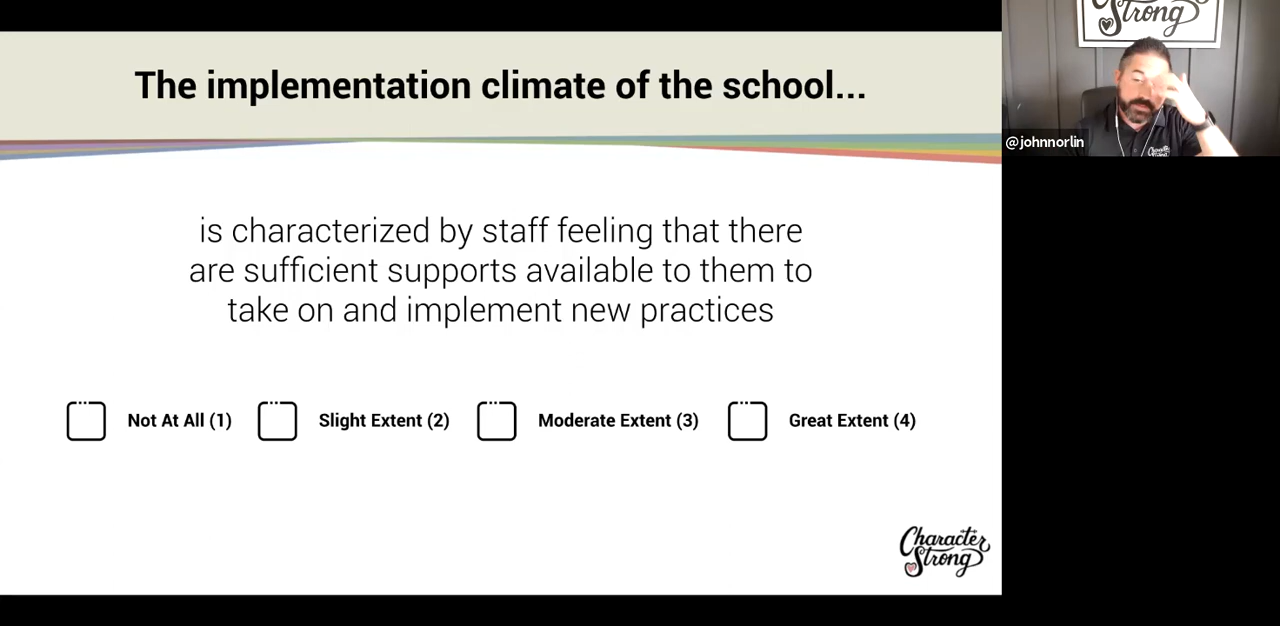 The implementation climate of the school...
is characterized by staff feeling that there
are sufficient supports available to them to
take on and implement new practices
Not At All (1) Slight Extent (2) Moderate Extent (3) Great Extent (4)
Character
Strong
Strong
@johnnorlin